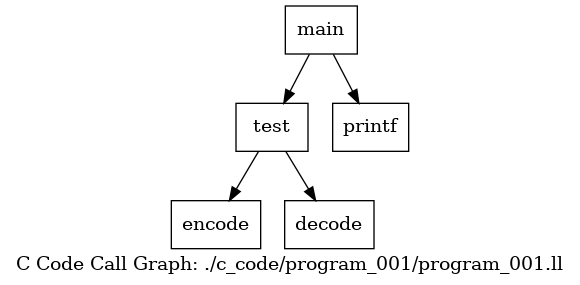 main
test
printf
encode
decode
C Code Call Graph: ./c_code/program_001/program_001.ll